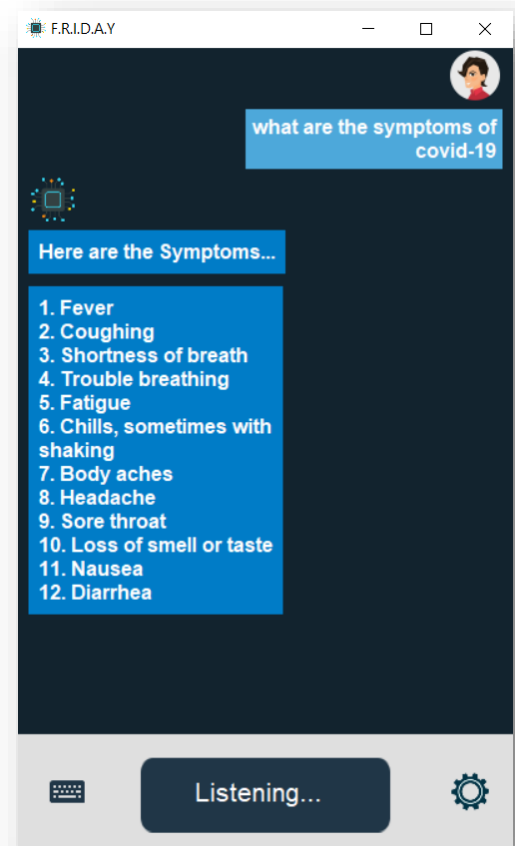 F.R.I.D.A.Y
what are the symptoms of
covid-19
Here are the Symptoms...
1. Fever
2. Coughing
3. Shortness of breath
4. Trouble breathing
5. Fatigue
6. Chills, sometimes with
shaking
7. Body aches
8. Headache
9. Sore throat
10. Loss of smell or taste
11. Nausea
12. Diarrhea
Listening...